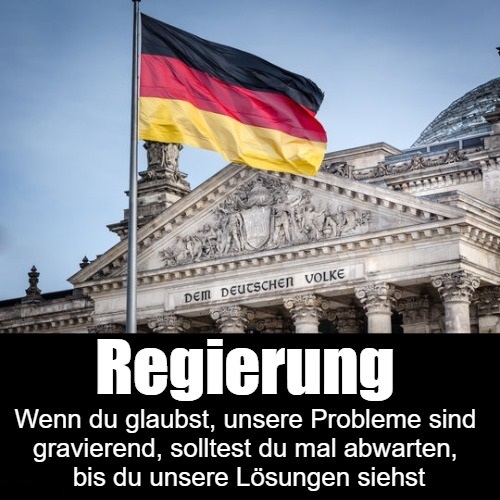 DEM DEUTSCHEN VOLKE
Regierung
Wenn du glaubst, unsere Probleme sind
gravierend, solltest du mal abwarten,
bis du unsere Lösungen siehst